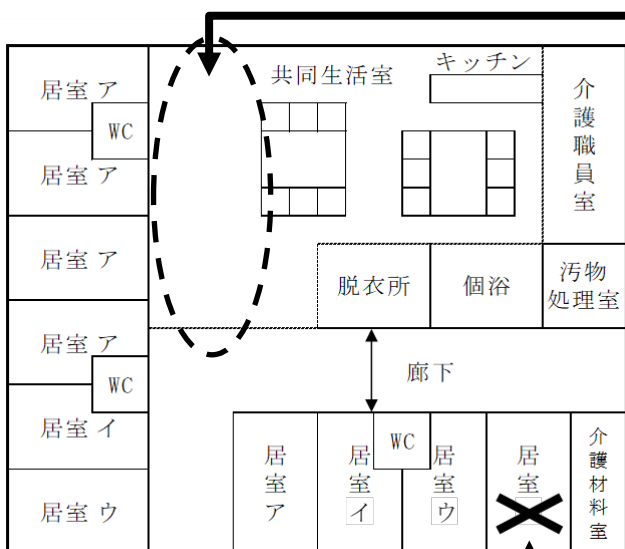 共同生活室
キッチン
介護職員室
居室 ア
WC
居室 ア
居室 ア
脱衣所
個浴
汚物
処理室
居室 ア
WC
廊下
居室 イ
居室 ウ
居室ア
居室イ
WC
居室ウ
居室
介護材料室